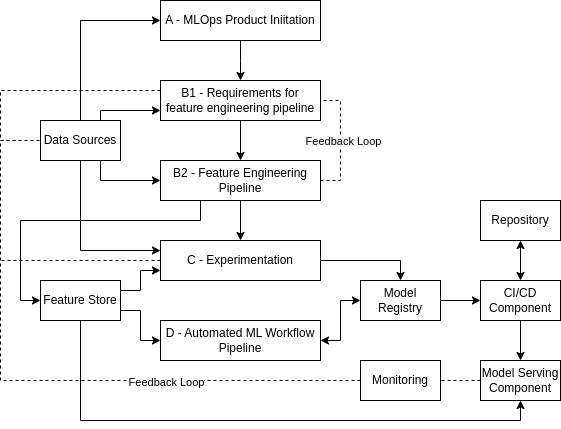 A - MLOps Product Iniitation
B1 - Requirements for
feature engineering pipeline
Data Sources
Feedback Loop
B2 - Feature Engineering
Pipeline
Repository
C - Experimentation
Feature Store
Model
Registry
CI/CD
Component
D - Automated ML Workflow
Pipeline
Feedback Loop
Monitoring
Model Serving
Component